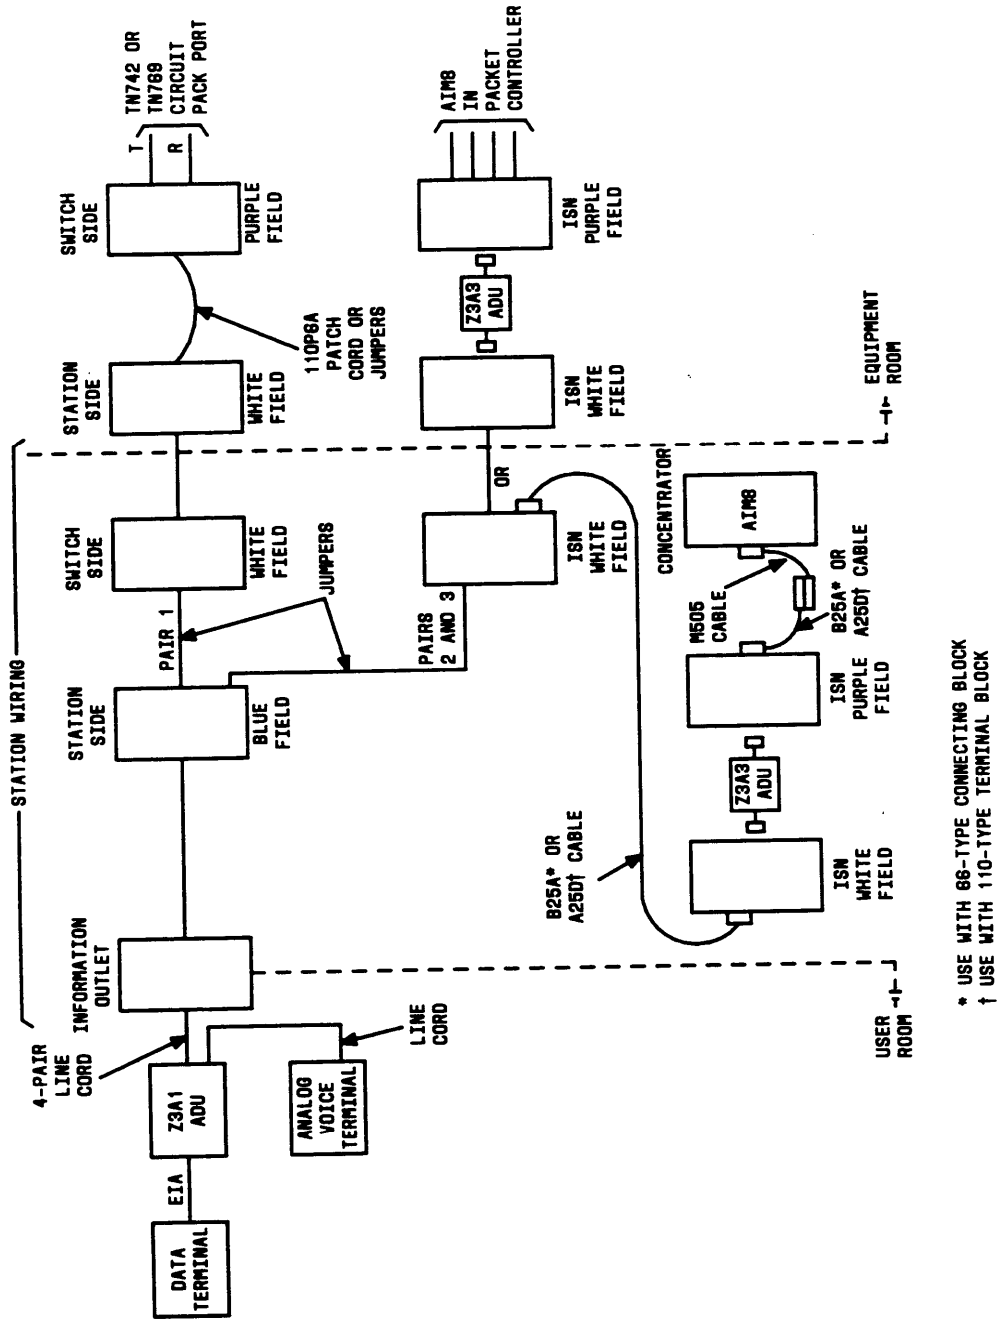 STATION WIRING
4-PAIR
LINE
CORD
INFORMATION
OUTLET
STATION
SIDE
SWITCH
SIDE
STATION
SIDE
SWITCH
SIDE
T
R
TN742 OR
TN769
CIRCUIT
PACK PORT
DATA
TERMINAL
EIA
Z3A1
ADU
PAIR 1
BLUE
FIELD
WHITE
FIELD
WHITE
FIELD
PURPLE
FIELD
JUMPERS
110P6A
PATCH
CORD OR
JUMPERS
ANALOG
VOICE
TERMINAL
LINE
CORD
PAIRS
2 AND 3
OR
ISN
WHITE
FIELD
ISN
WHITE
FIELD
Z3A3
ADU
ISN
PURPLE
FIELD
AIM8
IN
PACKET
CONTROLLER
B25A* OR
A25D† CABLE
CONCENTRATOR
M505
CABLE
AIM8
Z3A3
ADU
B25A* OR
A25D† CABLE
ISN
WHITE
FIELD
ISN
PURPLE
FIELD
USER
ROOM
EQUIPMENT
ROOM
* USE WITH 66-TYPE CONNECTING BLOCK
† USE WITH 110-TYPE TERMINAL BLOCK